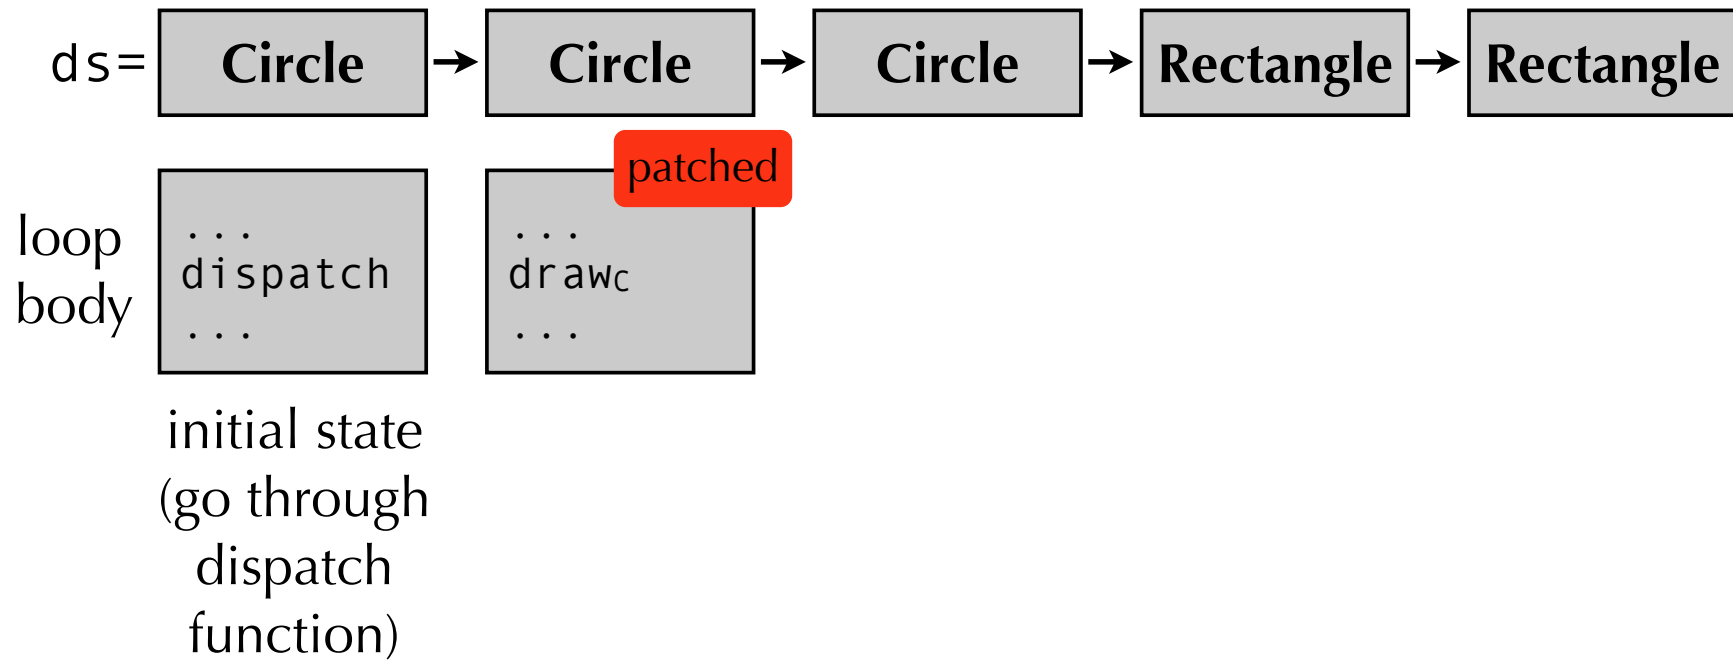 ds= Circle → Circle → Circle → Rectangle → Rectangle
patched
loop
body
...
dispatch
...
...
drawC
...
initial state
(go through
dispatch
function)